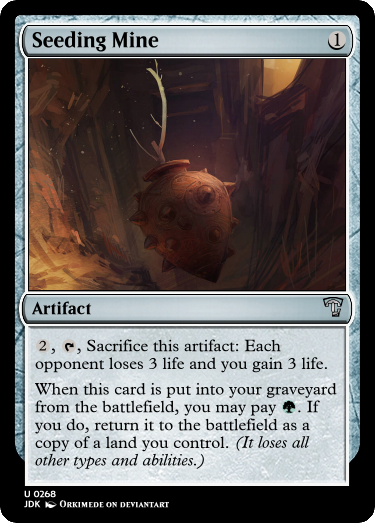 Seeding Mine 1
Artifact
2, , Sacrifice this artifact: Each
opponent loses 3 life and you gain 3 life.
When this card is put into your graveyard
from the battlefield, you may pay . If
you do, return it to the battlefield as a
copy of a land you control. (It loses all
other types and abilities.)
U 0268
JDK Orkimede on deviantart